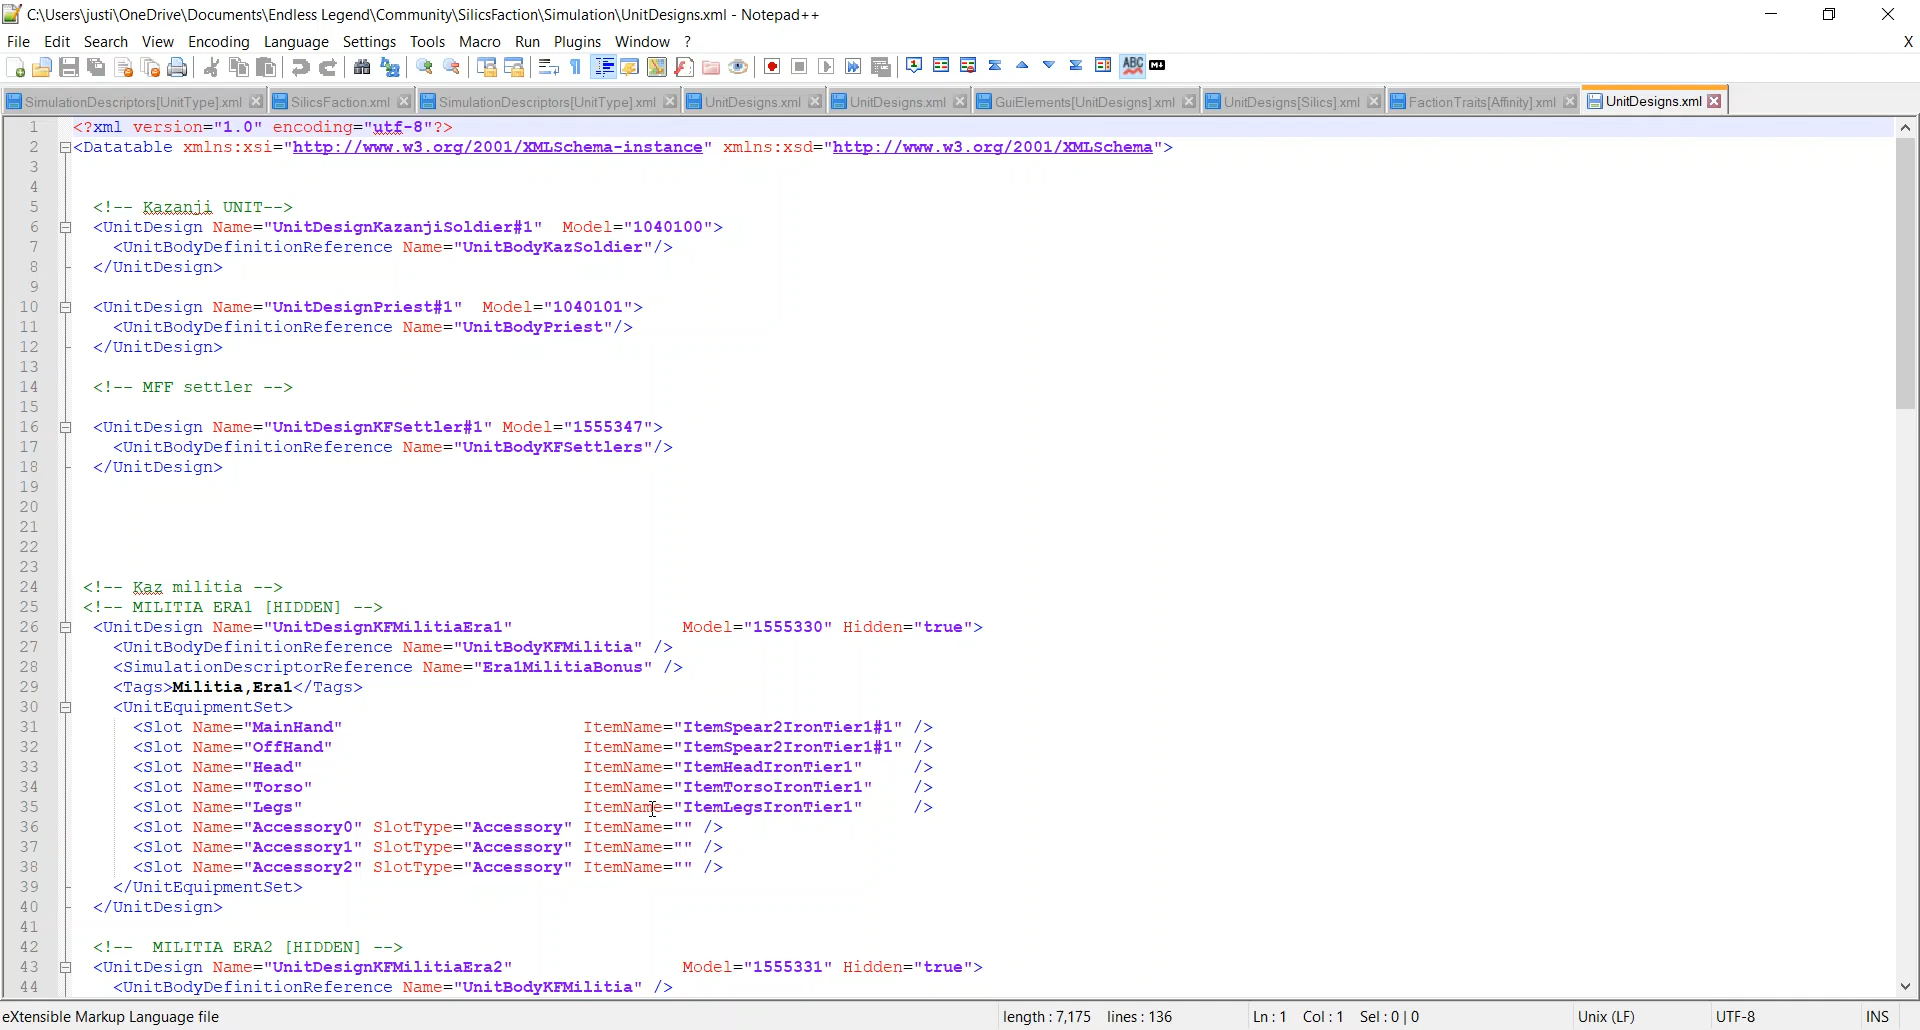 C:\Users\justi\OneDrive\Documents\Endless Legend\Community\SilicsFaction\Simulation\UnitDesigns.xml - Notepad++
File Edit Search View Encoding Language Settings Tools Macro Run Plugins Window ? X
SimulationDescriptors[UnitType].xml SilicsFaction.xml SimulationDescriptors[UnitType].xml UnitDesigns.xml UnitDesigns.xml GuiElements[UnitDesigns].xml UnitDesigns[Silics].xml FactionTraits[Affinity].xml UnitDesigns.xml
1 <?xml version="1.0" encoding="utf-8"?>
2 <Datatable xmlns:xsi="http://www.w3.org/2001/XMLSchema-instance" xmlns:xsd="http://www.w3.org/2001/XMLSchema">
3
4
5 <!-- Kazanji UNIT-->
6 <UnitDesign Name="UnitDesignKazanjiSoldier#1" Model="1040100">
7 <UnitBodyDefinitionReference Name="UnitBodyKazSoldier"/>
8 </UnitDesign>
9
10 <UnitDesign Name="UnitDesignPriest#1" Model="1040101">
11 <UnitBodyDefinitionReference Name="UnitBodyPriest"/>
12 </UnitDesign>
13
14 <!-- MFF settler -->
15
16 <UnitDesign Name="UnitDesignKFSettler#1" Model="1555347">
17 <UnitBodyDefinitionReference Name="UnitBodyKFSettlers"/>
18 </UnitDesign>
19
20
21
22
23
24 <!-- Kaz militia -->
25 <!-- MILITIA ERA1 [HIDDEN] -->
26 <UnitDesign Name="UnitDesignKFMilitiaEra1" Model="1555330" Hidden="true">
27 <UnitBodyDefinitionReference Name="UnitBodyKFMilitia" />
28 <SimulationDescriptorReference Name="Era1MilitiaBonus" />
29 <Tags>Militia,Era1</Tags>
30 <UnitEquipmentSet>
31 <Slot Name="MainHand" ItemName="ItemSpear2IronTier1#1" />
32 <Slot Name="OffHand" ItemName="ItemSpear2IronTier1#1" />
33 <Slot Name="Head" ItemName="ItemHeadIronTier1" />
34 <Slot Name="Torso" ItemName="ItemTorsoIronTier1" />
35 <Slot Name="Legs" ItemName="ItemLegsIronTier1" />
36 <Slot Name="Accessory0" SlotType="Accessory" ItemName="" />
37 <Slot Name="Accessory1" SlotType="Accessory" ItemName="" />
38 <Slot Name="Accessory2" SlotType="Accessory" ItemName="" />
39 </UnitEquipmentSet>
40 </UnitDesign>
41
42 <!-- MILITIA ERA2 [HIDDEN] -->
43 <UnitDesign Name="UnitDesignKFMilitiaEra2" Model="1555331" Hidden="true">
44 <UnitBodyDefinitionReference Name="UnitBodyKFMilitia" />
eXtensible Markup Language file length : 7,175 lines : 136 Ln : 1 Col : 1 Sel : 0 | 0 Unix (LF) UTF-8 INS